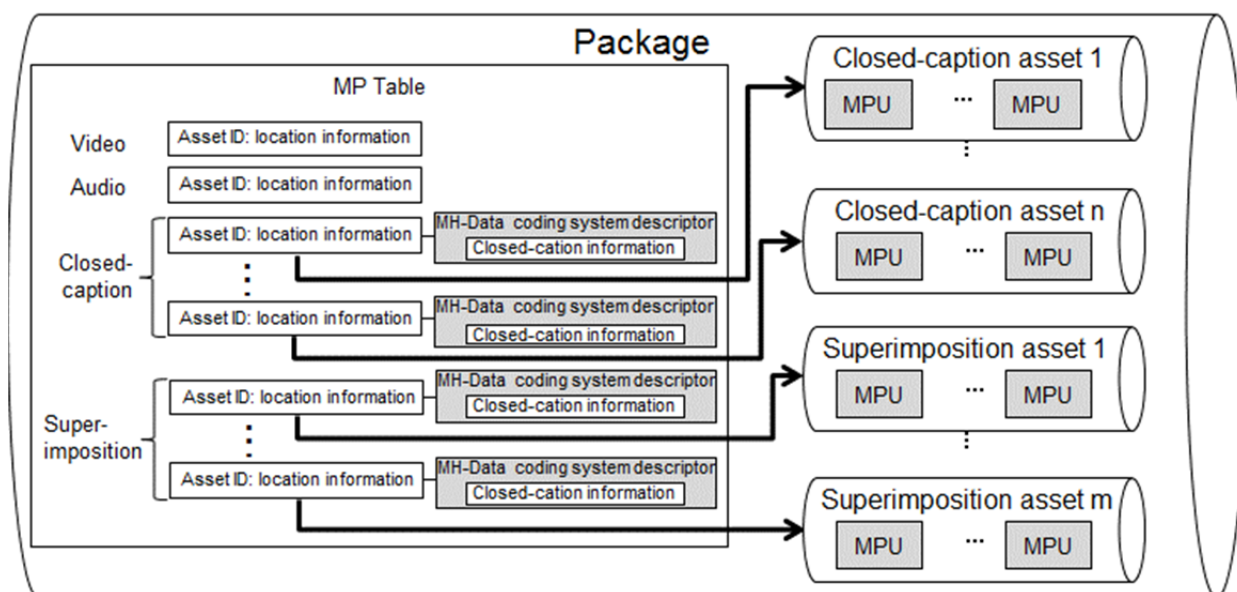 Package
MP Table
Video
Asset ID: location information
Audio
Asset ID: location information
Closed-
caption
Asset ID: location information
MH-Data coding system descriptor
Closed-cation information
Asset ID: location information
MH-Data coding system descriptor
Closed-cation information
Super-
imposition
Asset ID: location information
MH-Data coding system descriptor
Closed-cation information
Asset ID: location information
MH-Data coding system descriptor
Closed-cation information
Closed-caption asset 1
MPU ... MPU
Closed-caption asset n
MPU ... MPU
Superimposition asset 1
MPU ... MPU
Superimposition asset m
MPU ... MPU